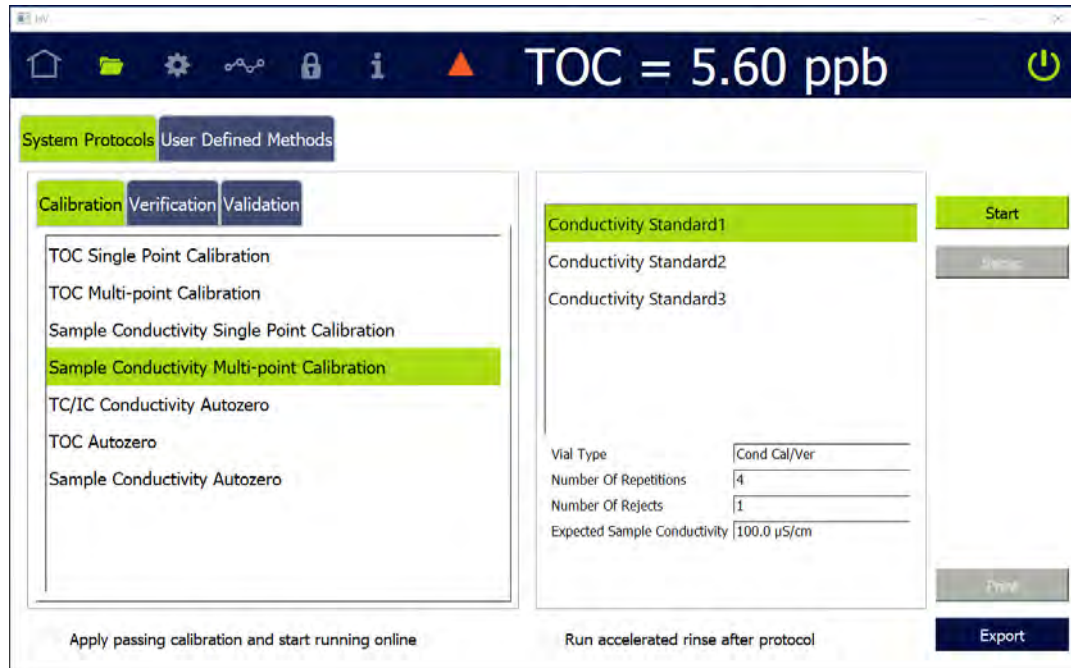 HV
TOC = 5.60 ppb
System Protocols User Defined Methods
Calibration Verification Validation
TOC Single Point Calibration
TOC Multi-point Calibration
Sample Conductivity Single Point Calibration
Sample Conductivity Multi-point Calibration
TC/IC Conductivity Autozero
TOC Autozero
Sample Conductivity Autozero
Conductivity Standard1
Conductivity Standard2
Conductivity Standard3
Vial Type Cond Cal/Ver
Number Of Repetitions 4
Number Of Rejects 1
Expected Sample Conductivity 100.0 µS/cm
Start
Print
Export
Apply passing calibration and start running online
Run accelerated rinse after protocol